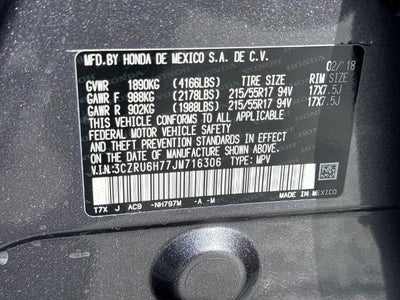 MFD.BY HONDA DE MEXICO S.A. DE C.V. 02/'18
GVWR 1890KG (4166LBS) TIRE SIZE RIM SIZE
GAWR F 988KG (2178LBS) 215/55R17 94V 17X7.5J
GAWR R 902KG (1988LBS) 215/55R17 94V 17X7.5J
THIS VEHICLE CONFORMS TO ALL APPLICABLE FEDERAL
MOTOR VEHICLE SAFETY, BUMPER, AND
THEFT PREVENTION STANDARDS IN EFFECT ON THE
DATE OF MANUFACTURE SHOWN ABOVE.
V.I.N:3CZRU6H77JM716306 TYPE: MPV
MADE IN MEXICO
T7X J AC9 -NH797M -A -M